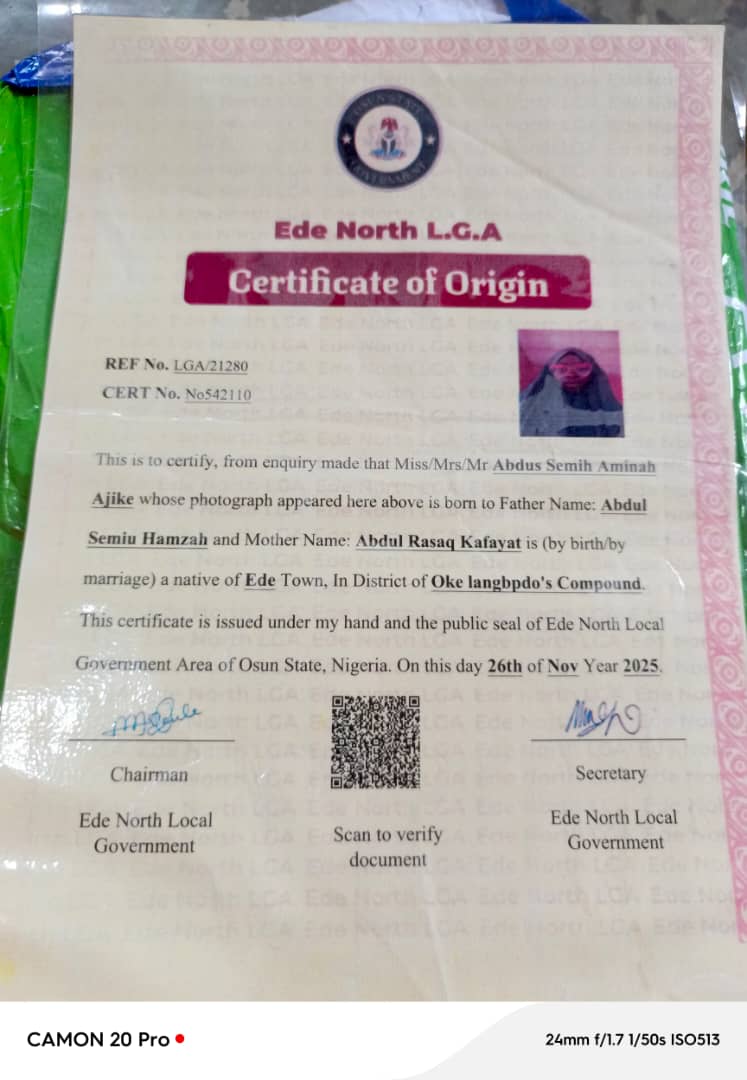 OSUN STATE
GOVERNMENT
Ede North L.G.A
Certificate of Origin
REF No. LGA/21280
CERT No. No542110
This is to certify, from enquiry made that Miss/Mrs/Mr Abdus Semih Aminah
Ajike whose photograph appeared here above is born to Father Name: Abdul
Semiu Hamzah and Mother Name: Abdul Rasaq Kafayat is (by birth/by
marriage) a native of Ede Town, In District of Oke langbpdo's Compound.
This certificate is issued under my hand and the public seal of Ede North Local
Government Area of Osun State, Nigeria. On this day 26th of Nov Year 2025.
Chairman
Ede North Local
Government
Scan to verify
document
Secretary
Ede North Local
Government
CAMON 20 Pro
24mm f/1.7 1/50s ISO513